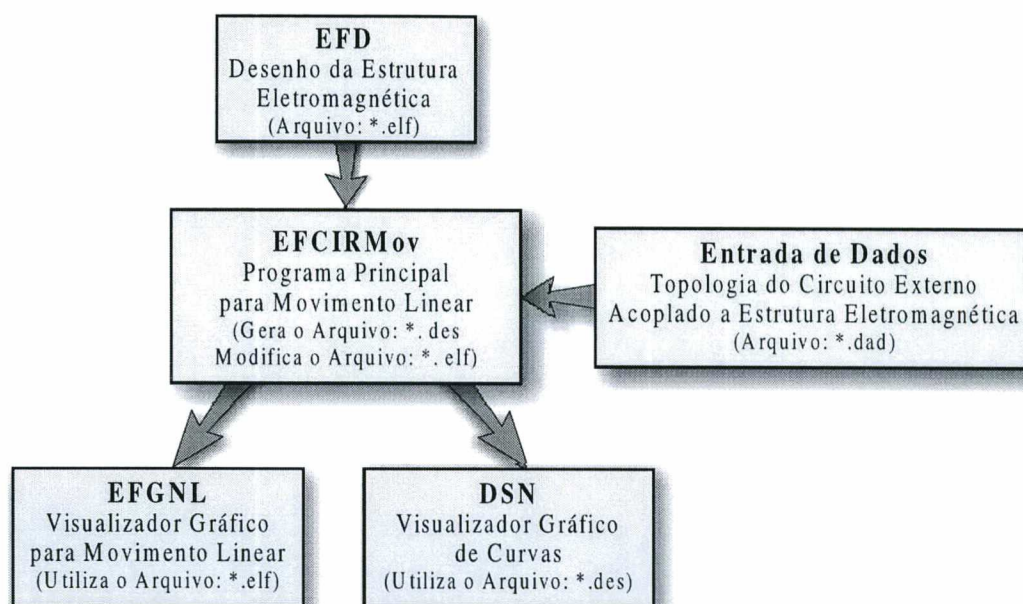 EFD
Desenho da Estrutura
Eletromagnética
(Arquivo: *.elf)
EFCIRMov
Programa Principal
para Movimento Linear
(Gera o Arquivo: *. des
Modifica o Arquivo: *. elf)
Entrada de Dados
Topologia do Circuito Externo
Acoplado a Estrutura Eletromagnética
(Arquivo: *.dad)
EFGNL
Visualizador Gráfico
para Movimento Linear
(Utiliza o Arquivo: *.elf)
DSN
Visualizador Gráfico
de Curvas
(Utiliza o Arquivo: *.des)